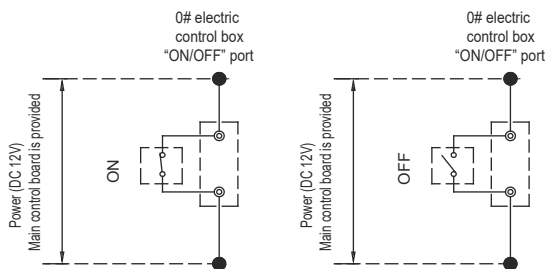 0# electric
control box
“ON/OFF” port
Power (DC 12V)
Main control board is provided
ON
0# electric
control box
“ON/OFF” port
Power (DC 12V)
Main control board is provided
OFF